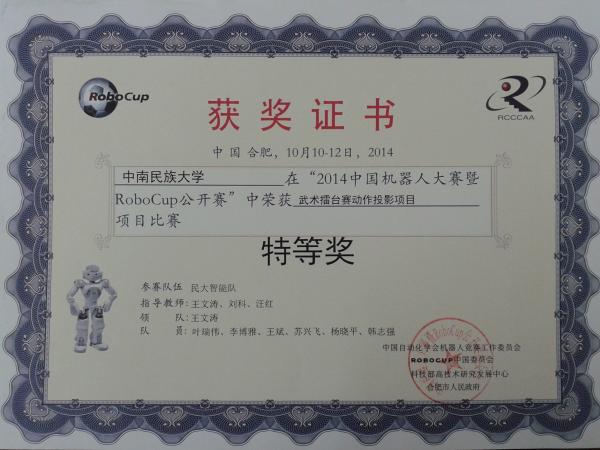 RoboCup
RCCCAA
获奖证书
中国 合肥，10月10-12日，2014
中南民族大学 在“2014中国机器人大赛暨
RoboCup公开赛”中荣获 武术擂台赛动作投影项目
项目比赛
特等奖
参赛队伍 民大智能队
指导教师：王文涛、刘科、汪红
领 队：王文涛
队 员：叶瑞伟、李博雅、王斌、苏兴飞、杨晓平、韩志强
中国自动化学会机器人竞赛工作委员会
ROBOCUP中国委员会
科技部高技术研究发展中心
合肥市人民政府